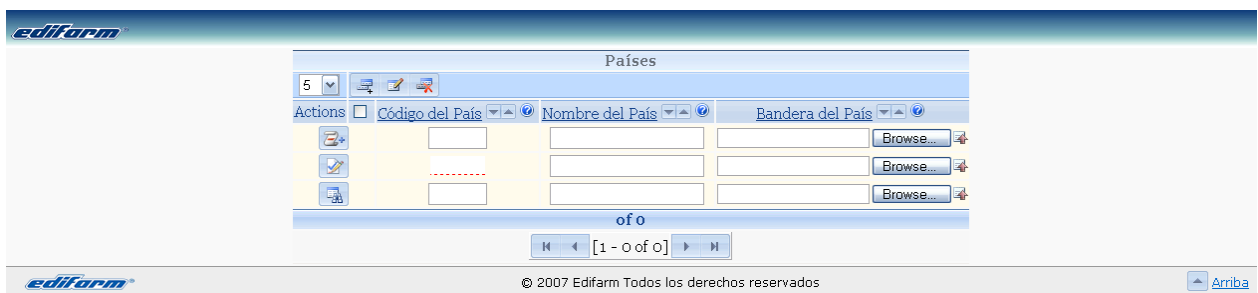 edifarm
Países
5
Actions Código del País Nombre del País Bandera del País
Browse...
Browse...
Browse...
of 0
[1 - 0 of 0]
edifarm © 2007 Edifarm Todos los derechos reservados Arriba